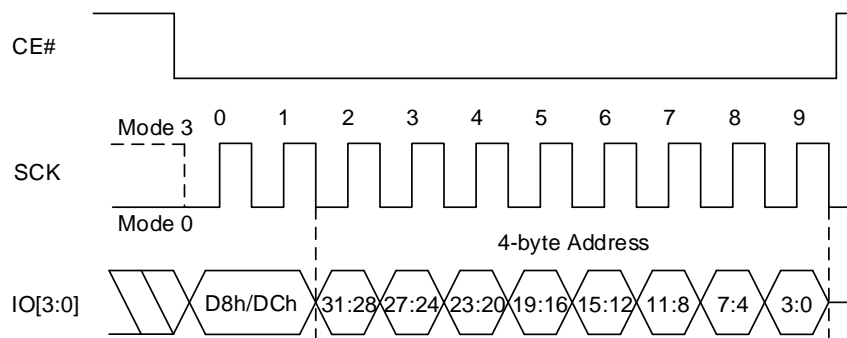 CE#
0 1 2 3 4 5 6 7 8 9
Mode 3
SCK
Mode 0
4-byte Address
IO[3:0] D8h/DCh 31:28 27:24 23:20 19:16 15:12 11:8 7:4 3:0